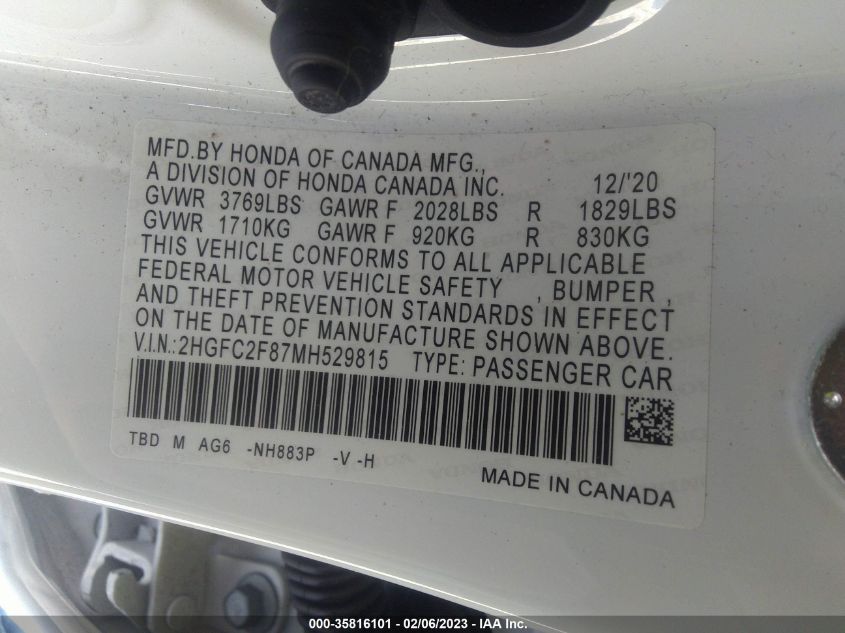 MFD.BY HONDA OF CANADA MFG.,
A DIVISION OF HONDA CANADA INC. 12/'20
GVWR 3769LBS GAWR F 2028LBS R 1829LBS
GVWR 1710KG GAWR F 920KG R 830KG
THIS VEHICLE CONFORMS TO ALL APPLICABLE
FEDERAL MOTOR VEHICLE SAFETY , BUMPER ,
AND THEFT PREVENTION STANDARDS IN EFFECT
ON THE DATE OF MANUFACTURE SHOWN ABOVE.
V.I.N.:2HGFC2F87MH529815 TYPE: PASSENGER CAR
TBD M AG6 -NH883P -V -H
MADE IN CANADA
000-35816101 - 02/06/2023 - IAA Inc.